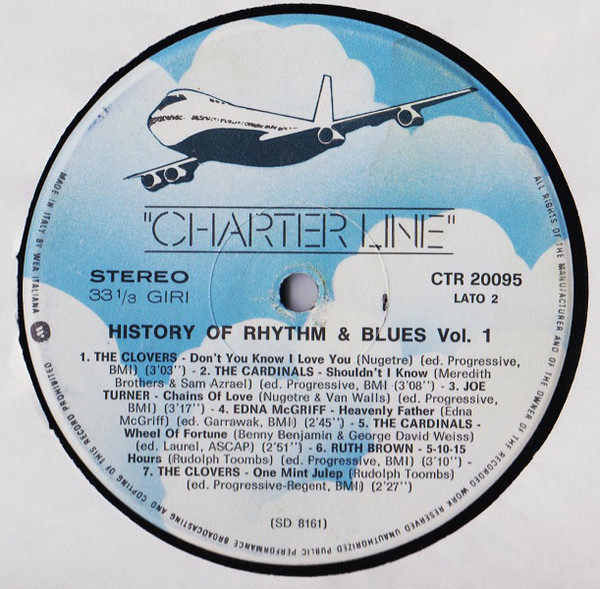 "CHARTER LINE"
STEREO
33 1/3 GIRI
CTR 20095
LATO 2
HISTORY OF RHYTHM & BLUES Vol. 1
1. THE CLOVERS - Don't You Know I Love You (Nugetre) (ed. Progressive,
BMI) (3'03'') - 2. THE CARDINALS - Shouldn't I Know (Meredith
Brothers & Sam Azrael) (ed. Progressive, BMI (3'08'') - 3. JOE
TURNER - Chains Of Love (Nugetre & Van Walls) (ed. Progressive,
BMI) (3'17'') - 4. EDNA McGRIFF - Heavenly Father (Edna
McGriff) (ed. Garrawak, BMI) (2'45'') - 5. THE CARDINALS -
Wheel Of Fortune (Benny Benjamin & George David Weiss)
(ed. Laurel, ASCAP) (2'51'') - 6. RUTH BROWN - 5-10-15
Hours (Rudolph Toombs) (ed. Progressive, BMI) (3'10'') -
7. THE CLOVERS - One Mint Julep (Rudolph Toombs)
(ed. Progressive-Regent, BMI) (2'27'')
(SD 8161)
MADE IN ITALY BY WEA ITALIANA
ALL RIGHTS OF THE MANUFACTURER AND OF THE OWNER OF THE RECORDED WORK RESERVED UNAUTHORIZED PUBLIC PERFORMANCE BROADCASTING AND COPYING OF THIS RECORD PROHIBITED